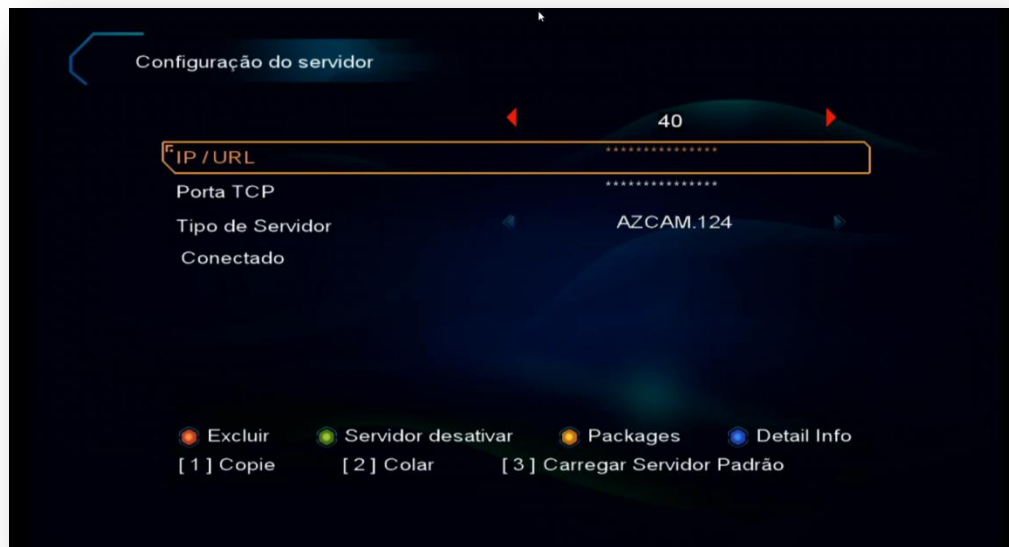 Configuração do servidor
40
IP / URL ***************
Porta TCP ***************
Tipo de Servidor AZCAM.124
Conectado
Excluir Servidor desativar Packages Detail Info
[ 1 ] Copie [ 2 ] Colar [ 3 ] Carregar Servidor Padrão